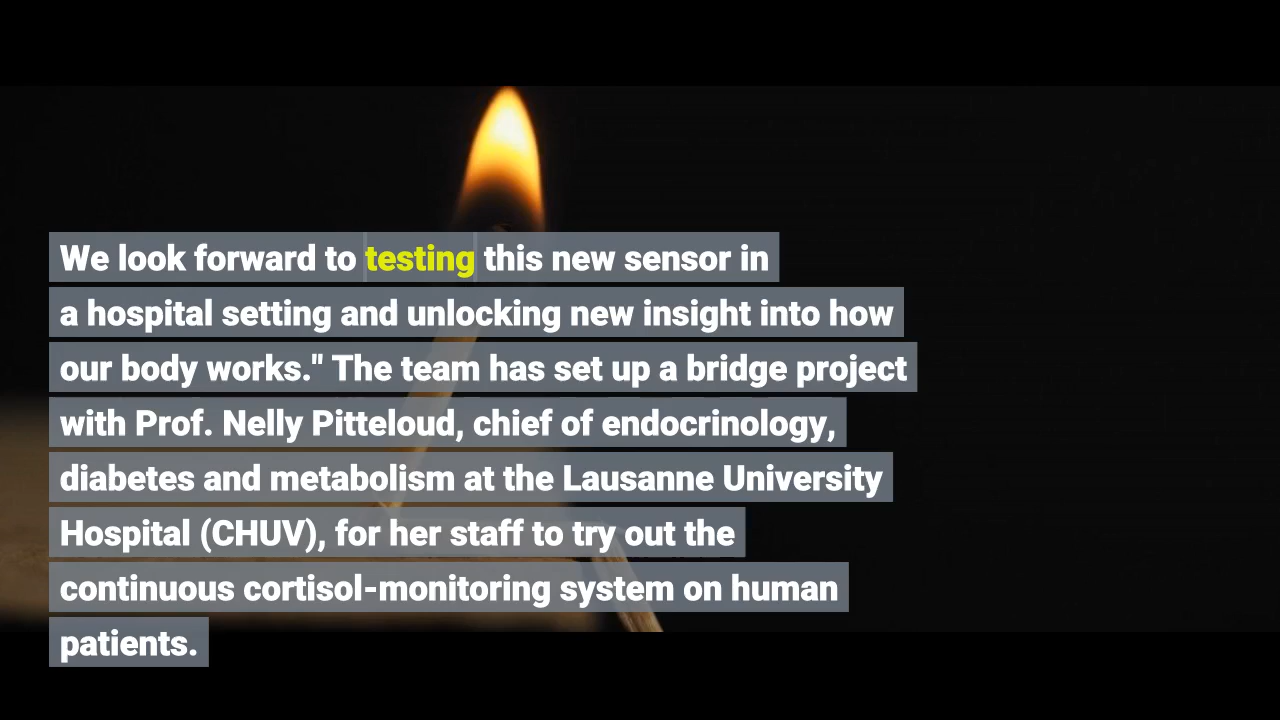 We look forward to testing this new sensor in
a hospital setting and unlocking new insight into how
our body works." The team has set up a bridge project
with Prof. Nelly Pitteloud, chief of endocrinology,
diabetes and metabolism at the Lausanne University
Hospital (CHUV), for her staff to try out the
continuous cortisol-monitoring system on human
patients.